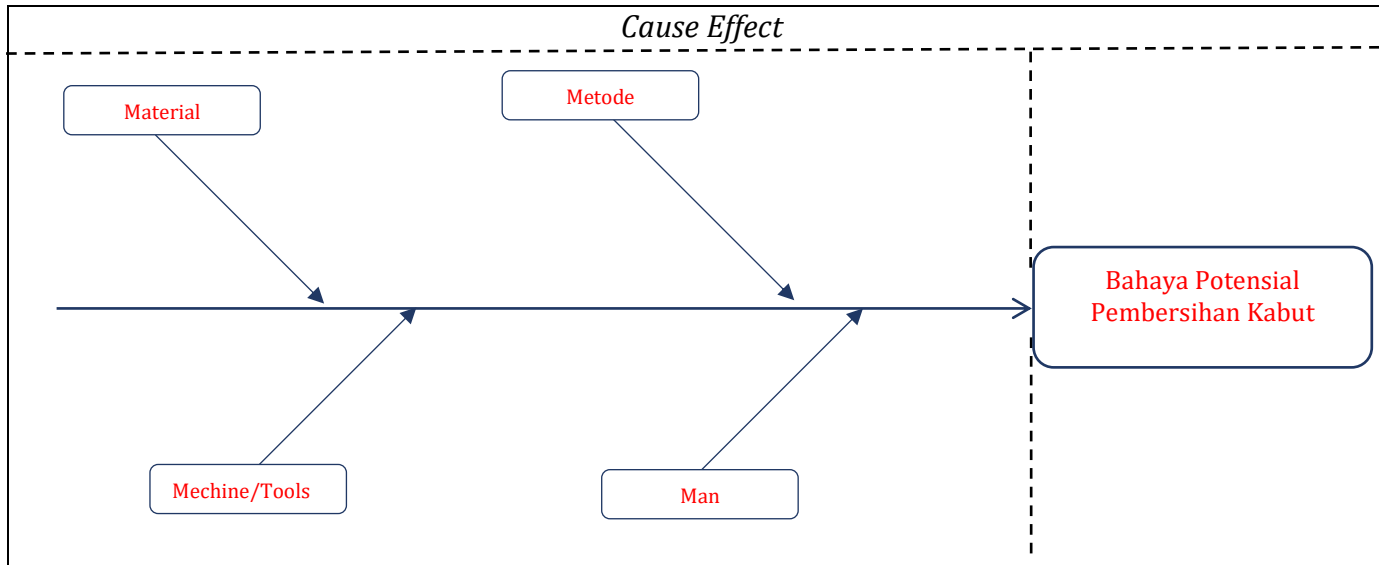 Cause Effect
Material
Metode
Bahaya Potensial
Pembersihan Kabut
Mechine/Tools
Man